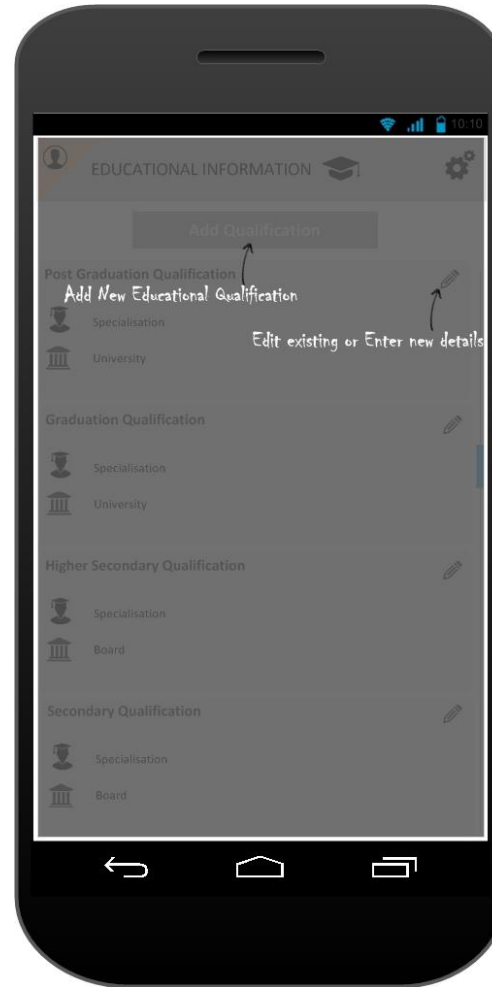 10:10
EDUCATIONAL INFORMATION
Add Qualification
Post Graduation Qualification
Add New Educational Qualification
Specialisation
Edit existing or Enter new details
University
Graduation Qualification
Specialisation
University
Higher Secondary Qualification
Specialisation
Board
Secondary Qualification
Specialisation
Board